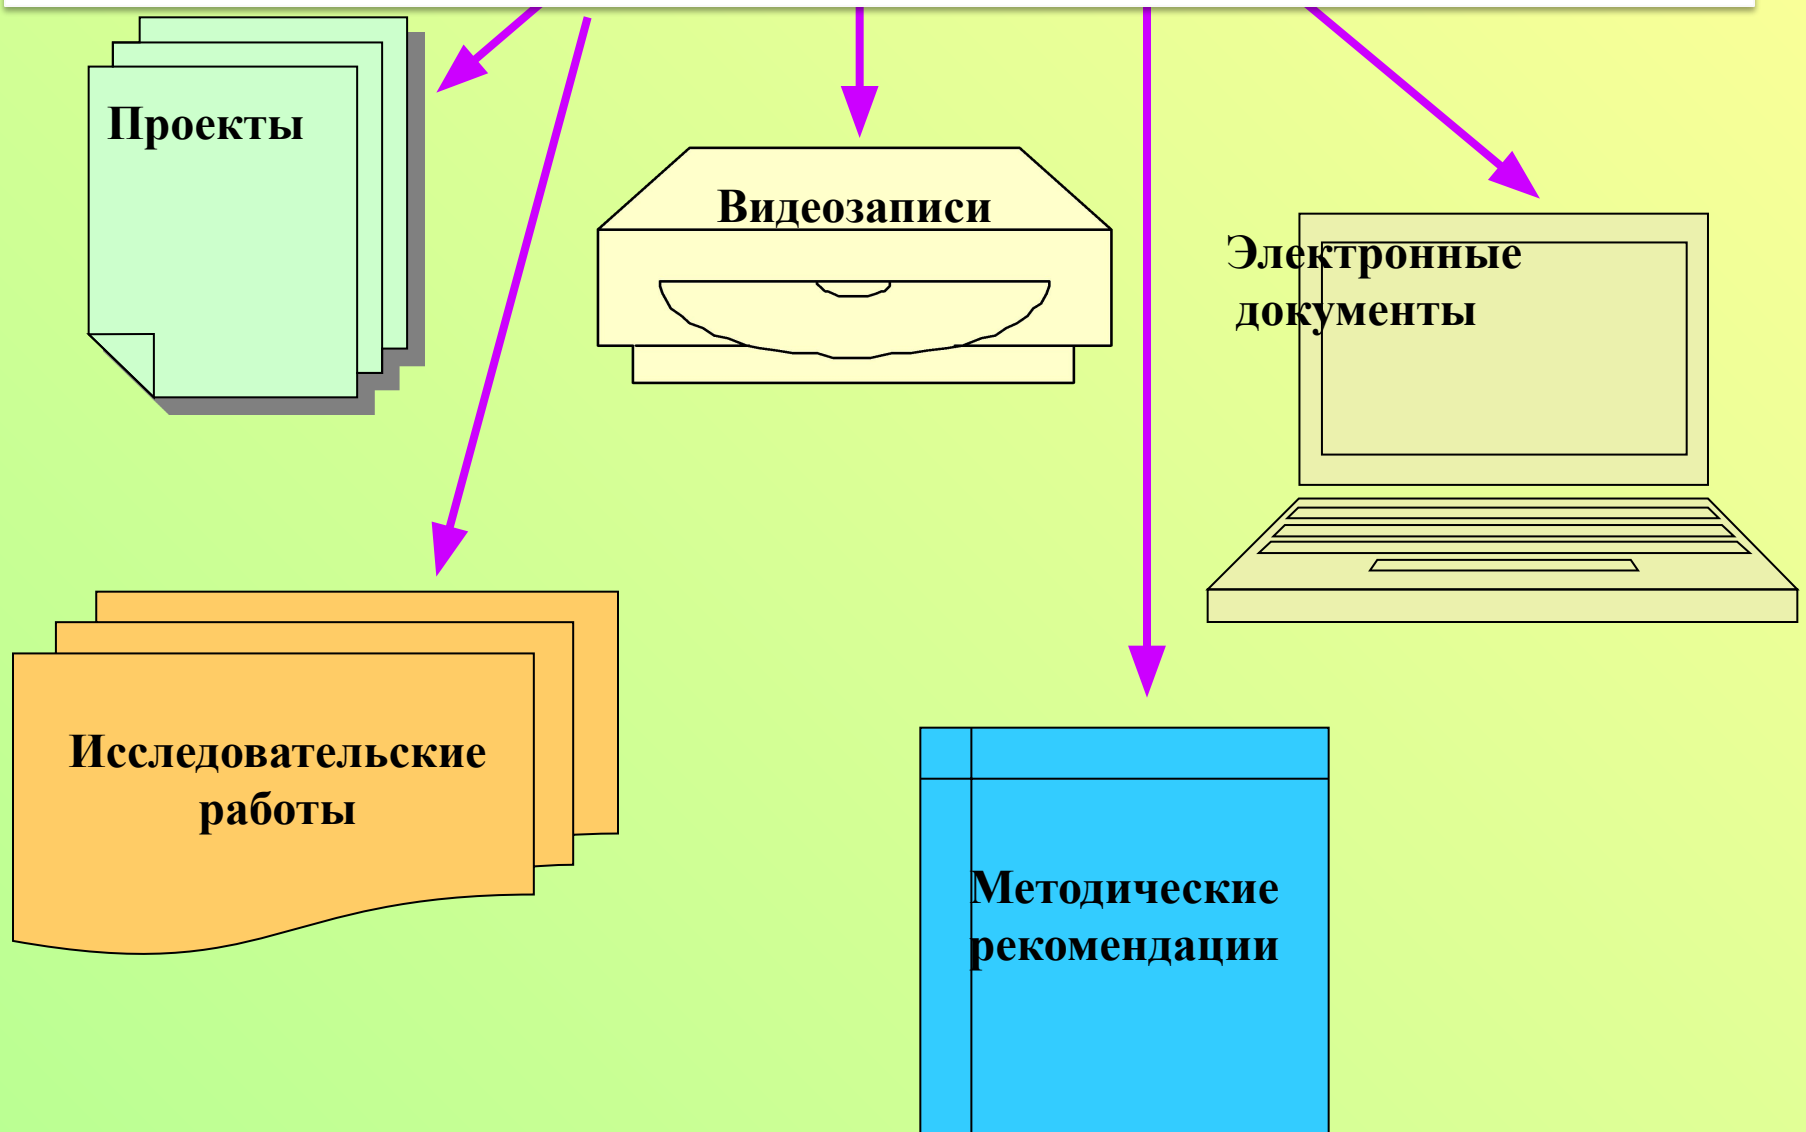 Проекты
Видеозаписи
Электронные
документы
Исследовательские
работы
Методические
рекомендации